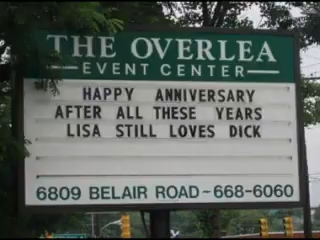 THE OVERLEA
EVENT CENTER
HAPPY ANNIVERSARY
AFTER ALL THESE YEARS
LISA STILL LOVES DICK
6809 BELAIR ROAD~668-6060